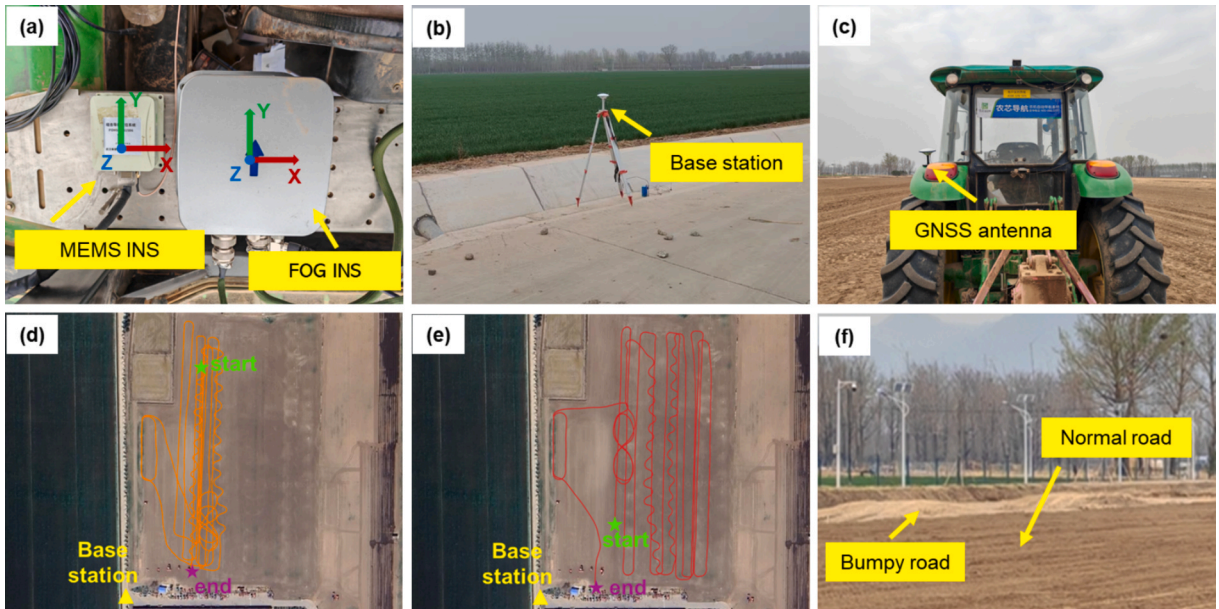 (a)
Y
X
Z
Y
X
Z
MEMS INS
FOG INS
(b)
Base station
(c)
农芯导航
GNSS antenna
(d)
start
Base
station
end
(e)
start
Base
station
end
(f)
Normal road
Bumpy road